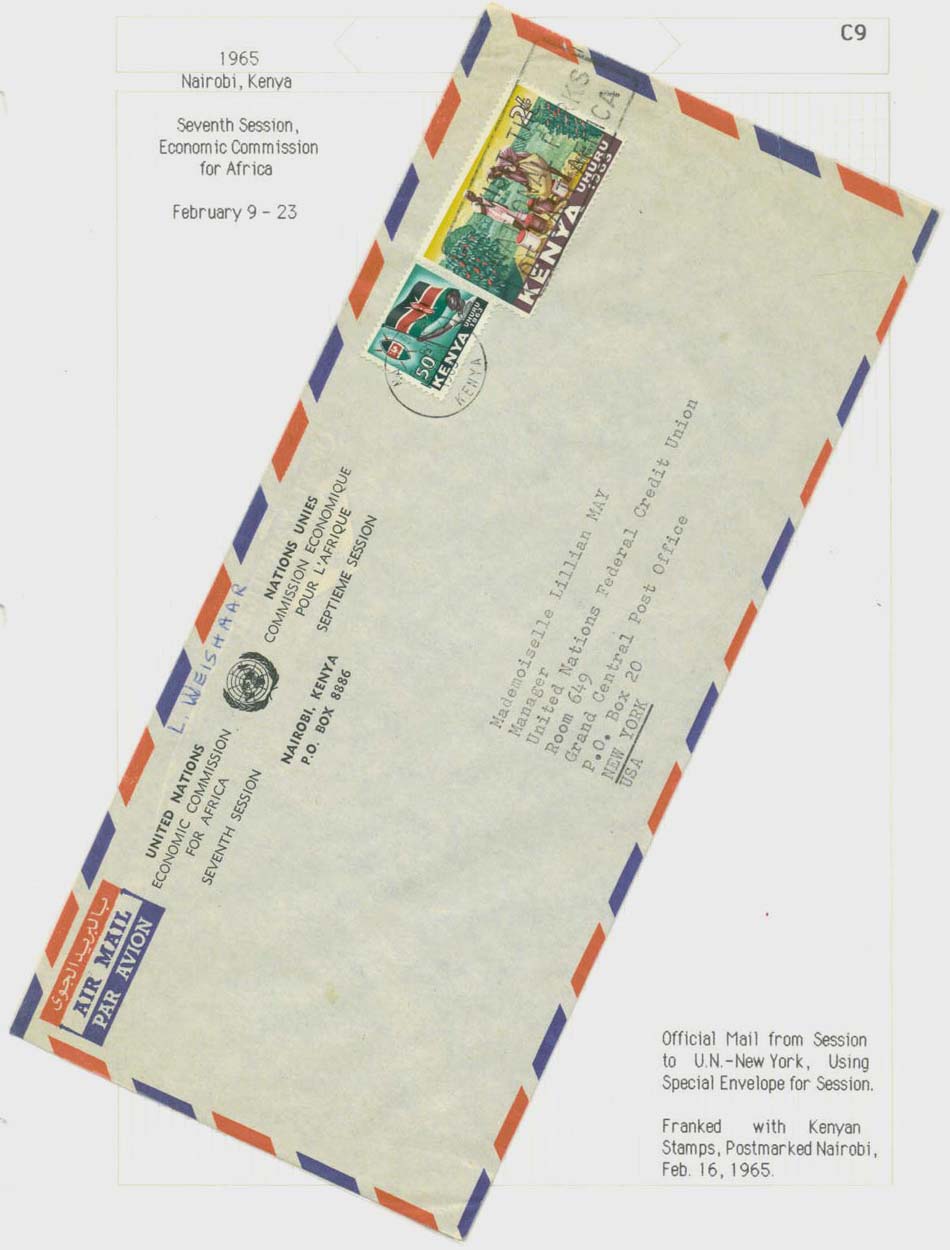 C9
1965
Nairobi, Kenya
Seventh Session,
Economic Commission
for Africa
February 9 - 23
2/-
KENYA
UHURU
1963
50c
KENYA
UHURU
1963
KENYA
L. WEISHAAR
UNITED NATIONS
ECONOMIC COMMISSION
FOR AFRICA
SEVENTH SESSION
NATIONS UNIES
COMMISSION ECONOMIQUE
POUR L'AFRIQUE
SEPTIEME SESSION
NAIROBI, KENYA
P.O. BOX 8886
Mademoiselle Lillian MAY
Manager
United Nations Federal Credit Union
Room 649
Grand Central Post Office
P.O. Box 20
NEW YORK
USA
بالبريد الجوى
AIR MAIL
PAR AVION
Official Mail from Session
to U.N.-New York, Using
Special Envelope for Session.
Franked with Kenyan
Stamps, Postmarked Nairobi,
Feb. 16, 1965.